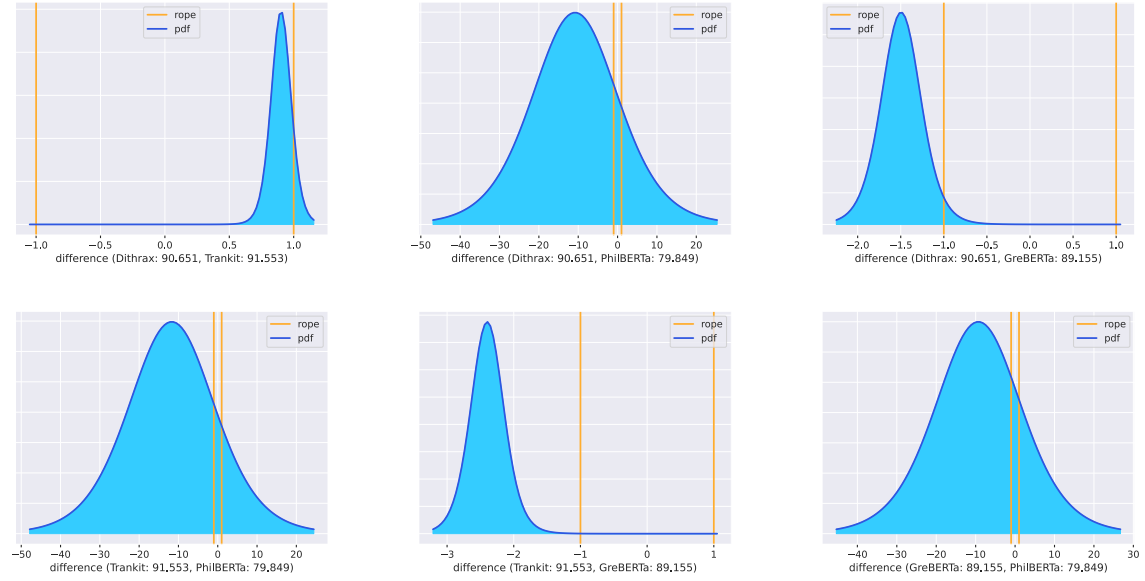 rope
pdf
−1.0 −0.5 0.0 0.5 1.0
difference (Dithrax: 90.651, Trankit: 91.553)
rope
pdf
−50 −40 −30 −20 −10 0 10 20
difference (Dithrax: 90.651, PhilBERTa: 79.849)
rope
pdf
−2.0 −1.5 −1.0 −0.5 0.0 0.5 1.0
difference (Dithrax: 90.651, GreBERTa: 89.155)
rope
pdf
−50 −40 −30 −20 −10 0 10 20
difference (Trankit: 91.553, PhilBERTa: 79.849)
rope
pdf
−3 −2 −1 0 1
difference (Trankit: 91.553, GreBERTa: 89.155)
rope
pdf
−40 −30 −20 −10 0 10 20 30
difference (GreBERTa: 89.155, PhilBERTa: 79.849)